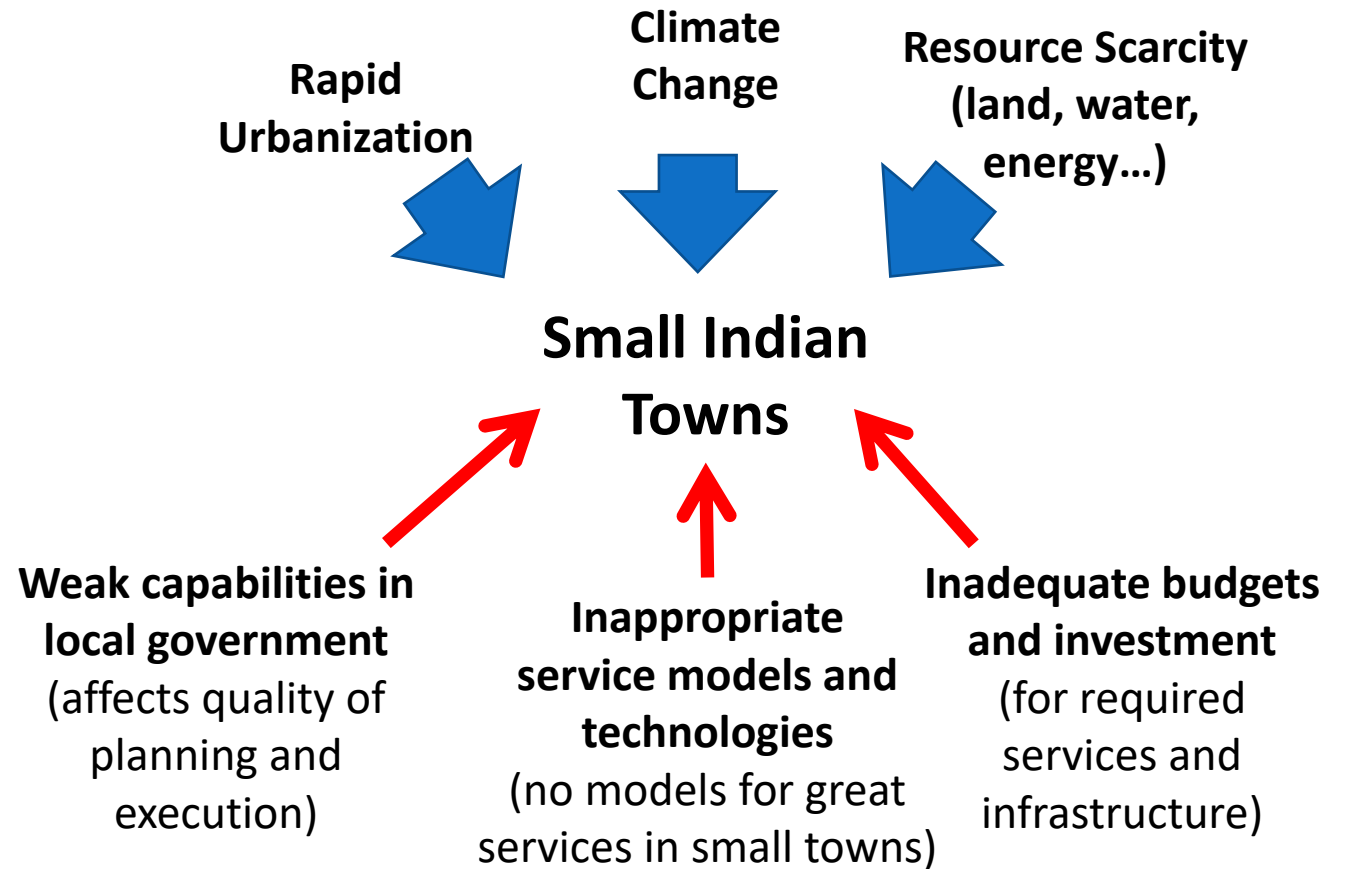 Rapid
Urbanization
Climate
Change
Resource Scarcity
(land, water,
energy…)
Small Indian
Towns
Weak capabilities in
local government
(affects quality of
planning and
execution)
Inappropriate
service models and
technologies
(no models for great
services in small towns)
Inadequate budgets
and investment
(for required
services and
infrastructure)